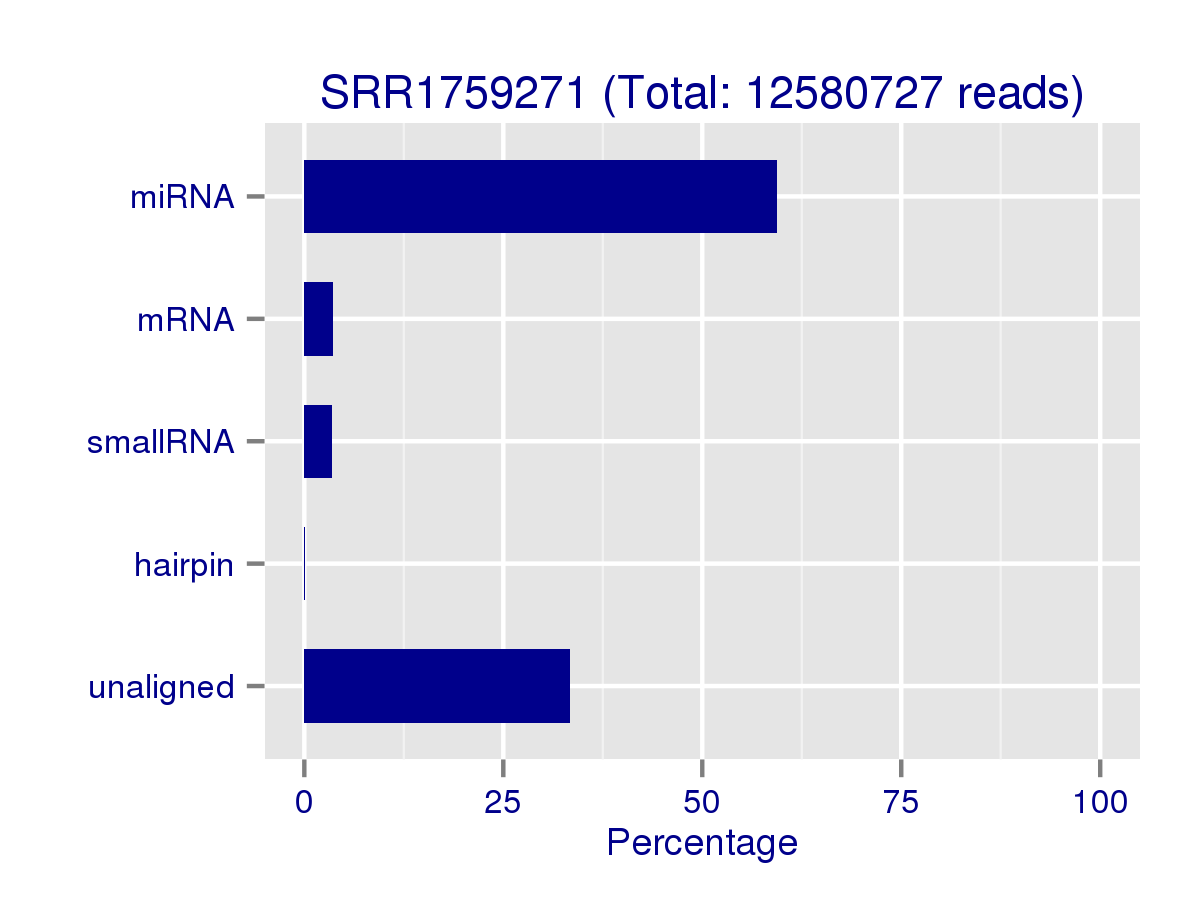 SRR1759271 (Total: 12580727 reads)
miRNA
mRNA
smallRNA
hairpin
unaligned
0 25 50 75 100
Percentage